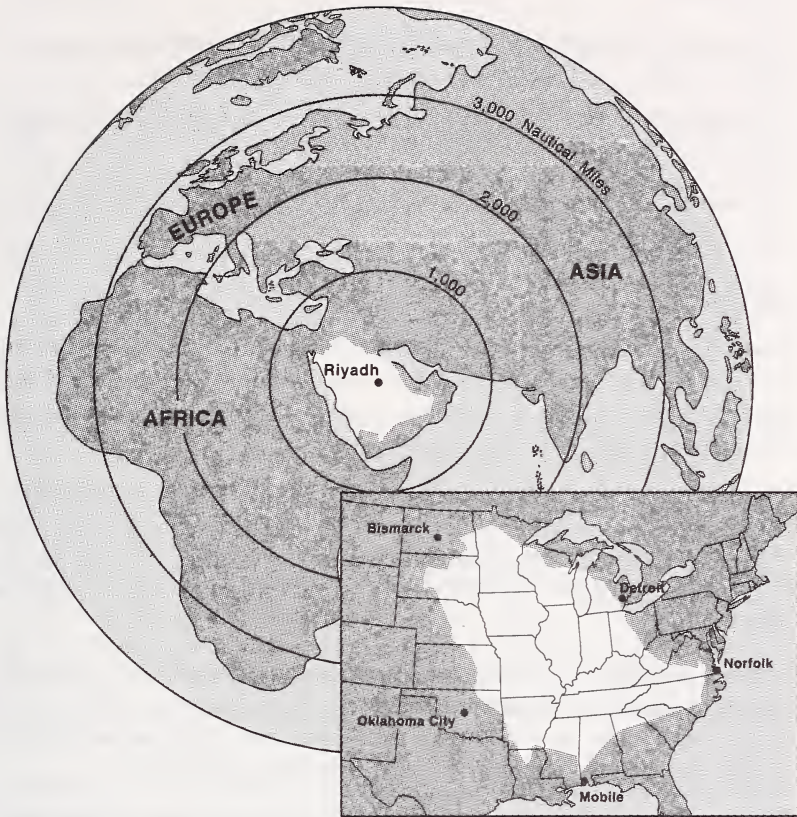 3,000 Nautical Miles
2,000
1,000
EUROPE
ASIA
Riyadh
AFRICA
Bismarck
Detroit
Norfolk
Oklahoma City
Mobile